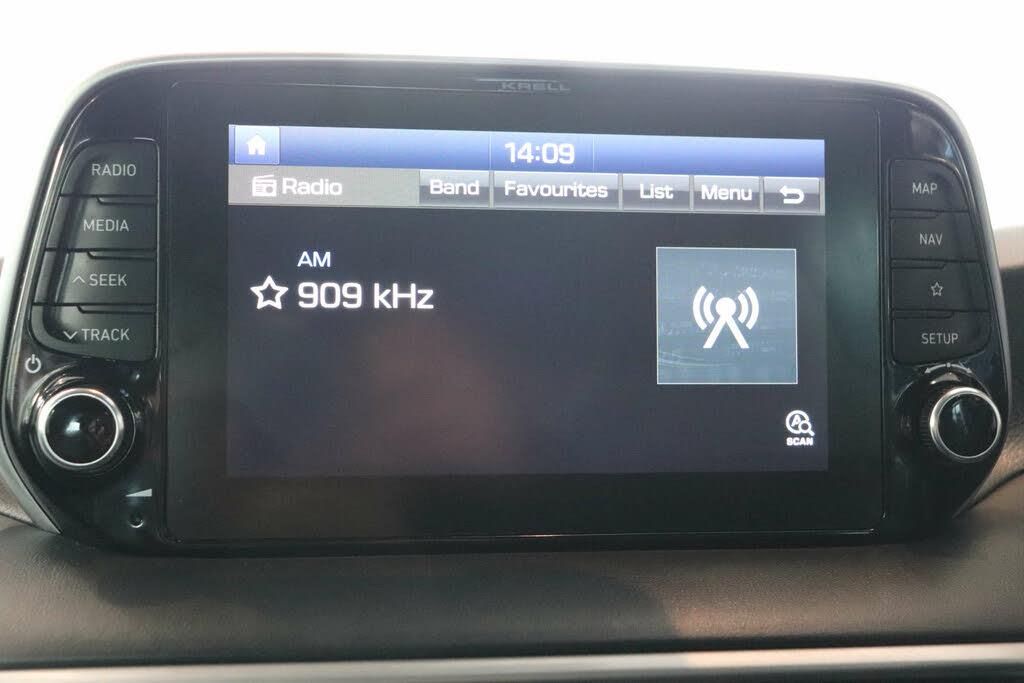 KRELL
14:09
Radio Band Favourites List Menu
AM
909 kHz
SCAN
RADIO
MEDIA
SEEK
TRACK
MAP
NAV
SETUP